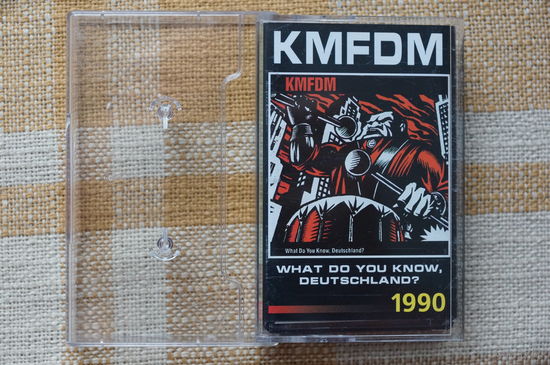 KMFDM
KMFDM
What Do You Know, Deutschland?
WHAT DO YOU KNOW,
DEUTSCHLAND?
1990